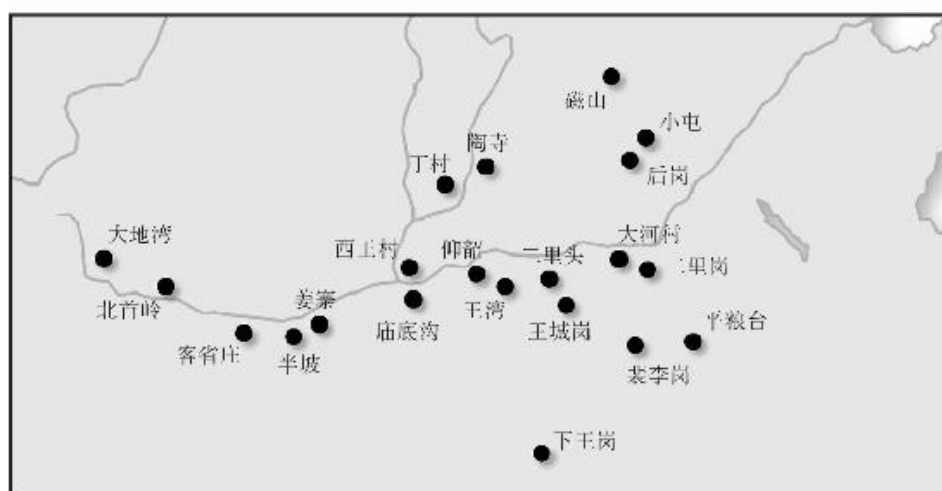 磁山
小屯
陶寺
后岗
丁村
大地湾
西王村
仰韶
二里头
大河村
二里岗
北首岭
姜寨
庙底沟
王湾
王城岗
平粮台
客省庄
半坡
裴李岗
下王岗